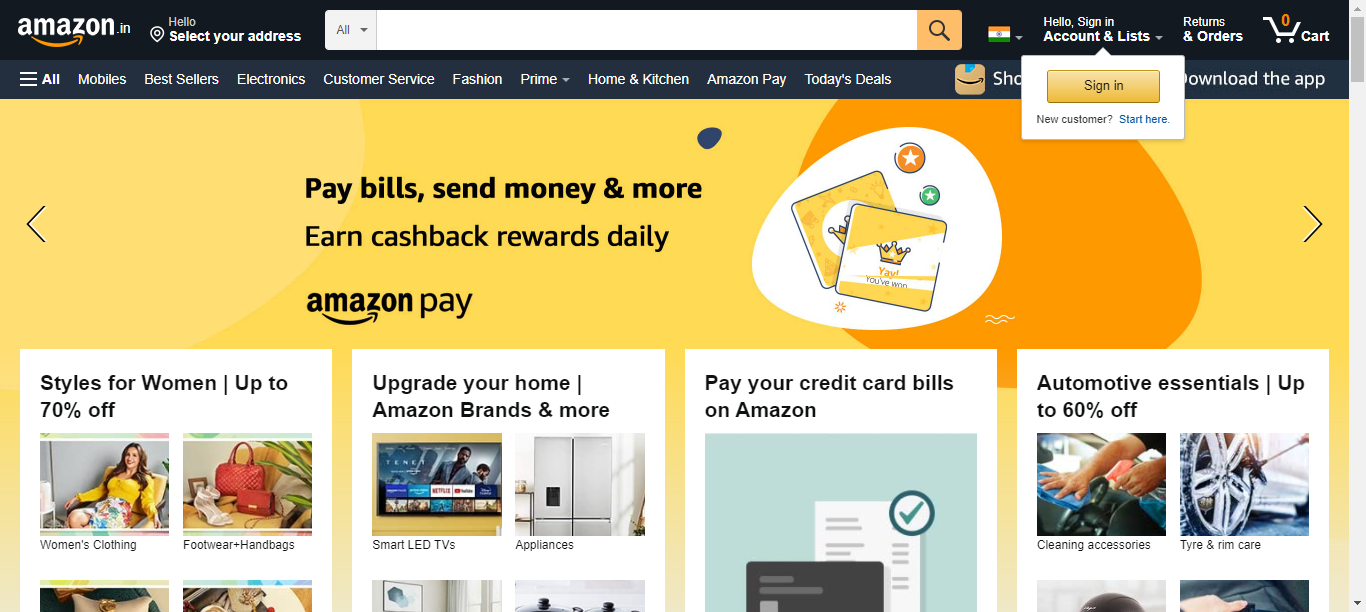 amazon.in
Hello
Select your address
All
Hello, Sign in
Account & Lists
Returns
& Orders
0
Cart
All
Mobiles
Best Sellers
Electronics
Customer Service
Fashion
Prime
Home & Kitchen
Amazon Pay
Today's Deals
Sho
Download the app
Sign in
New customer? Start here.
Pay bills, send money & more
Earn cashback rewards daily
amazon pay
Yay!
You've won
Styles for Women | Up to
70% off
Upgrade your home |
Amazon Brands & more
Pay your credit card bills
on Amazon
Automotive essentials | Up
to 60% off
TENET
NETFLIX
YouTube
Women's Clothing
Footwear+Handbags
Smart LED TVs
Appliances
Cleaning accessories
Tyre & rim care